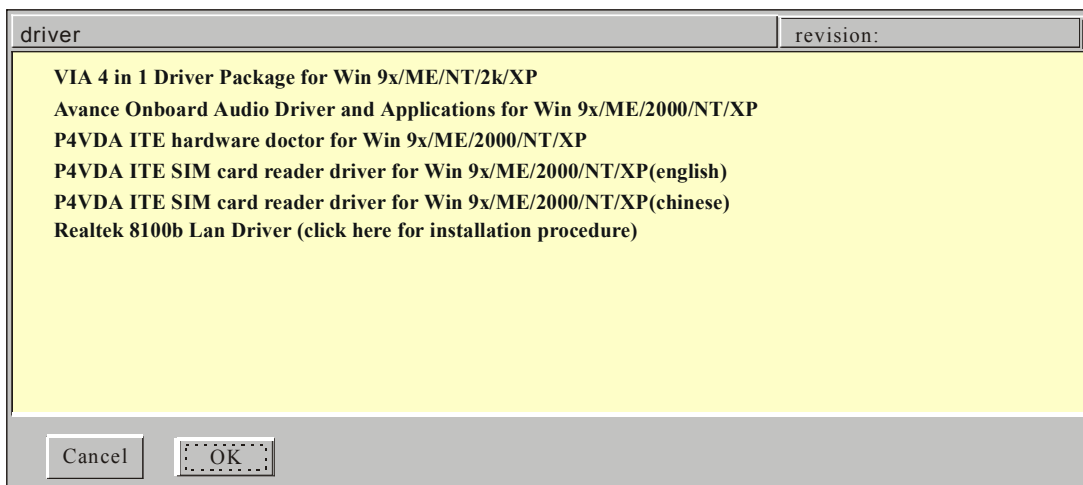 driver revision:
VIA 4 in 1 Driver Package for Win 9x/ME/NT/2k/XP
Avance Onboard Audio Driver and Applications for Win 9x/ME/2000/NT/XP
P4VDA ITE hardware doctor for Win 9x/ME/2000/NT/XP
P4VDA ITE SIM card reader driver for Win 9x/ME/2000/NT/XP(english)
P4VDA ITE SIM card reader driver for Win 9x/ME/2000/NT/XP(chinese)
Realtek 8100b Lan Driver (click here for installation procedure)
Cancel OK